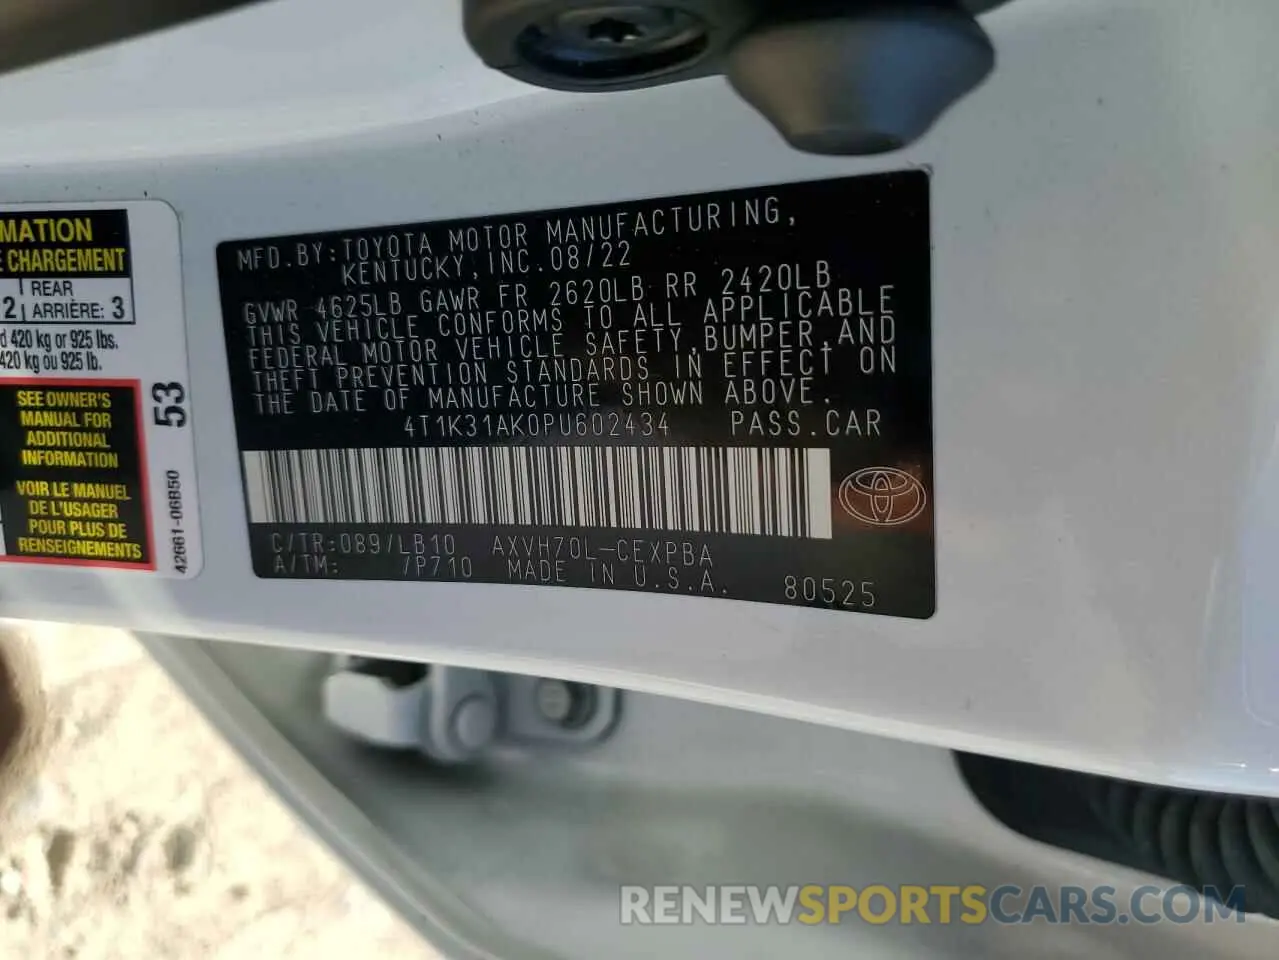 MATION
E CHARGEMENT
REAR
2 ARRIÈRE: 3
d 420 kg or 925 lbs.
420 kg ou 925 lb.
SEE OWNER'S
MANUAL FOR
ADDITIONAL
INFORMATION
VOIR LE MANUEL
DE L'USAGER
POUR PLUS DE
RENSEIGNEMENTS
53
42661-06B50
MFD.BY:TOYOTA MOTOR MANUFACTURING,
KENTUCKY,INC.08/22
GVWR 4625LB GAWR FR 2620LB RR 2420LB
THIS VEHICLE CONFORMS TO ALL APPLICABLE
FEDERAL MOTOR VEHICLE SAFETY,BUMPER,AND
THEFT PREVENTION STANDARDS IN EFFECT ON
THE DATE OF MANUFACTURE SHOWN ABOVE.
4T1K31AK0PU602434 PASS.CAR
C/TR:089/LB10 AXVH70L-CEXPBA
A/TM: /P710 MADE IN U.S.A. 80525
RENEWSPORTSCARS.COM